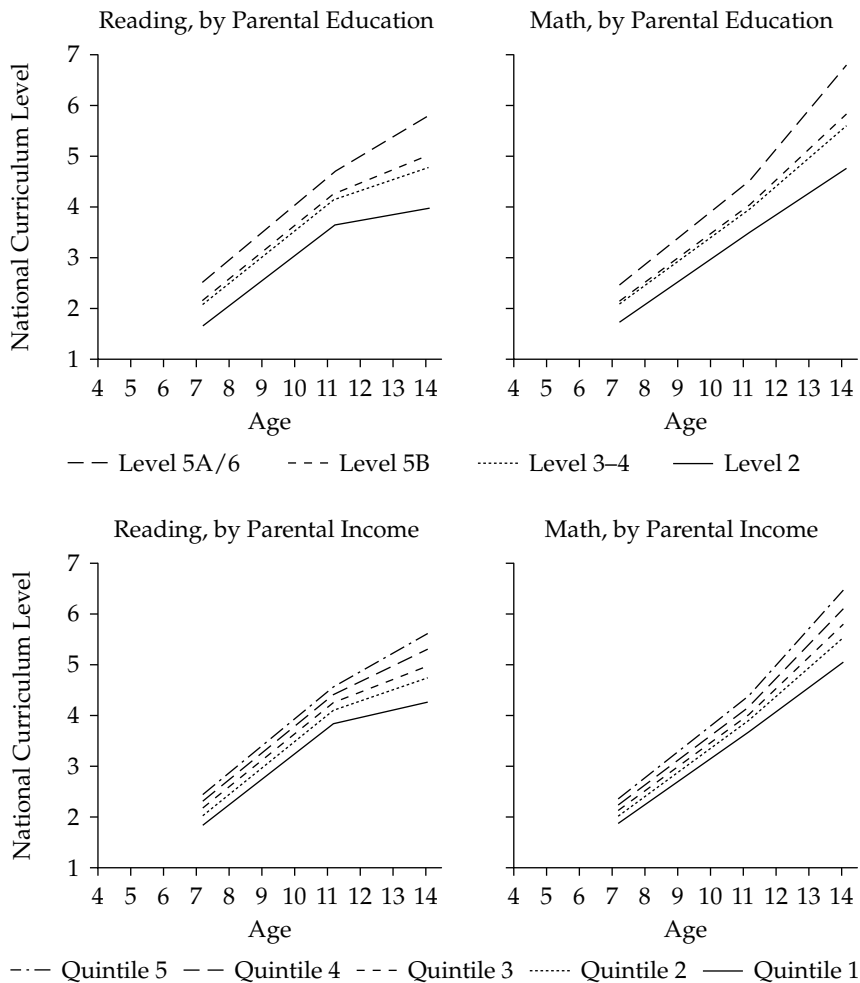 Reading, by Parental Education
Math, by Parental Education
National Curriculum Level
7
6
5
4
3
2
1
4 5 6 7 8 9 10 11 12 13 14
4 5 6 7 8 9 10 11 12 13 14
Age
Age
Level 5A/6 Level 5B Level 3–4 Level 2
Reading, by Parental Income
Math, by Parental Income
National Curriculum Level
7
6
5
4
3
2
1
4 5 6 7 8 9 10 11 12 13 14
4 5 6 7 8 9 10 11 12 13 14
Age
Age
Quintile 5 Quintile 4 Quintile 3 Quintile 2 Quintile 1